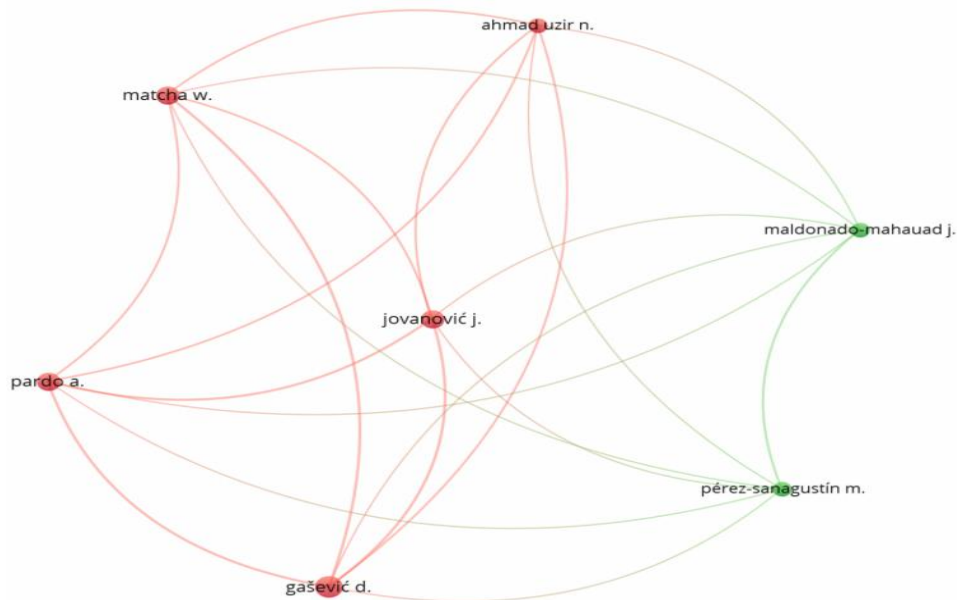 ahmad uzir n.
matcha w.
maldonado-mahauad j.
jovanović j.
pardo a.
pérez-sanagustín m.
gašević d.